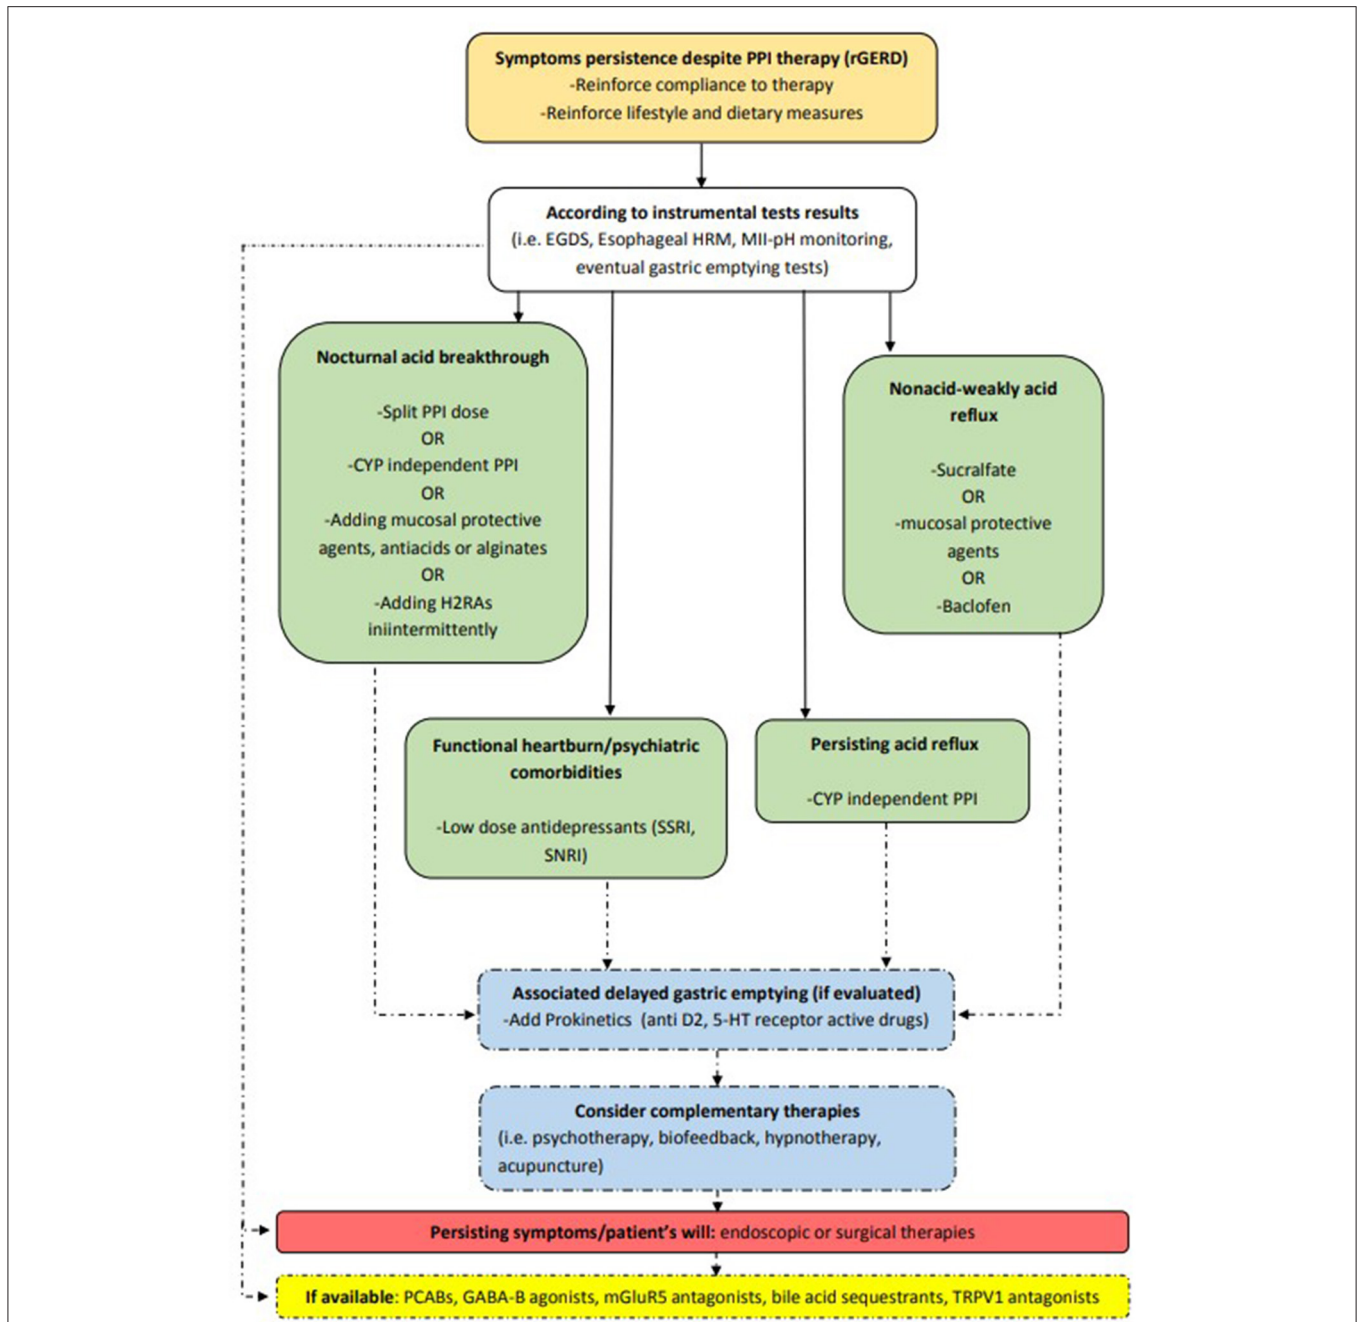 Symptoms persistence despite PPI therapy (rGERD)
-Reinforce compliance to therapy
-Reinforce lifestyle and dietary measures
According to instrumental tests results
(i.e. EGDS, Esophageal HRM, MII-pH monitoring,
eventual gastric emptying tests)
Nocturnal acid breakthrough
-Split PPI dose
OR
-CYP independent PPI
OR
-Adding mucosal protective
agents, antiacids or alginates
OR
-Adding H2RAs
iniintermittently
Nonacid-weakly acid
reflux
-Sucralfate
OR
-mucosal protective
agents
OR
-Baclofen
Functional heartburn/psychiatric
comorbidities
-Low dose antidepressants (SSRI,
SNRI)
Persisting acid reflux
-CYP independent PPI
Associated delayed gastric emptying (if evaluated)
-Add Prokinetics (anti D2, 5-HT receptor active drugs)
Consider complementary therapies
(i.e. psychotherapy, biofeedback, hypnotherapy,
acupuncture)
Persisting symptoms/patient's will: endoscopic or surgical therapies
If available: PCABs, GABA-B agonists, mGluR5 antagonists, bile acid sequestrants, TRPV1 antagonists